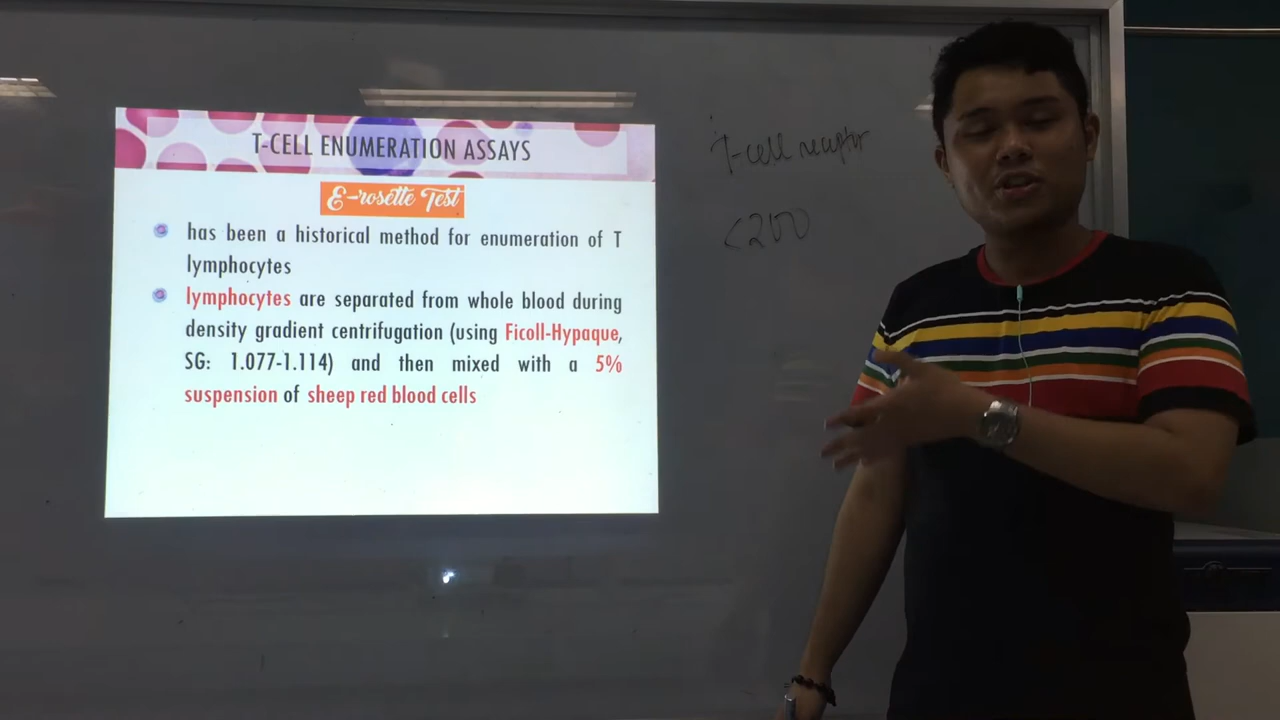 T-CELL ENUMERATION ASSAYS
E-rosette Test
has been a historical method for enumeration of T
lymphocytes
lymphocytes are separated from whole blood during
density gradient centrifugation (using Ficoll-Hypaque,
SG: 1.077-1.114) and then mixed with a 5%
suspension of sheep red blood cells
T-cell receptor
<200